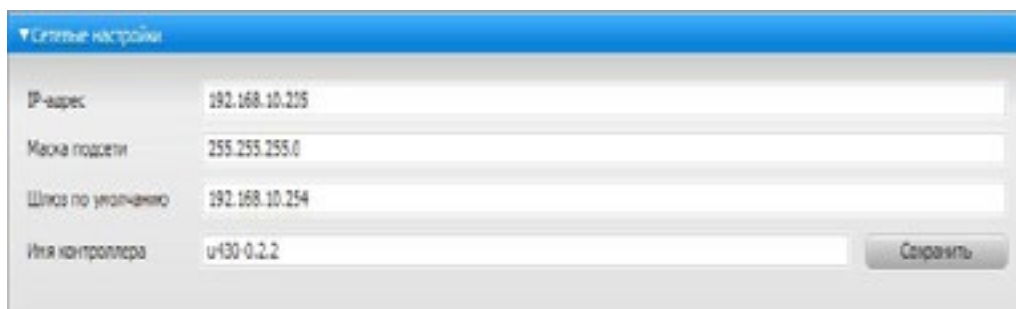 ▼Сетевые настройки
IP-адрес 192.168.10.235
Маска подсети 255.255.255.0
Шлюз по умолчанию 192.168.10.254
Имя контроллера u430-0.2.2 Сохранить